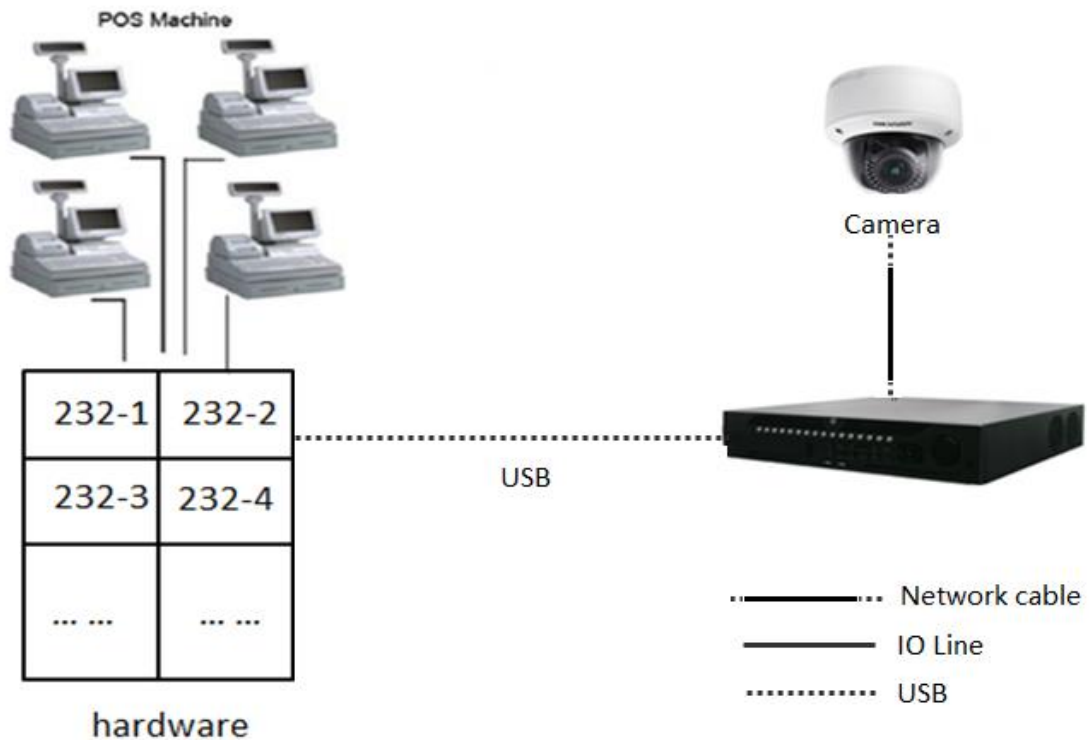 POS Machine
Camera
232-1 232-2
232-3 232-4
... ... ... ...
hardware
USB
Network cable
IO Line
USB